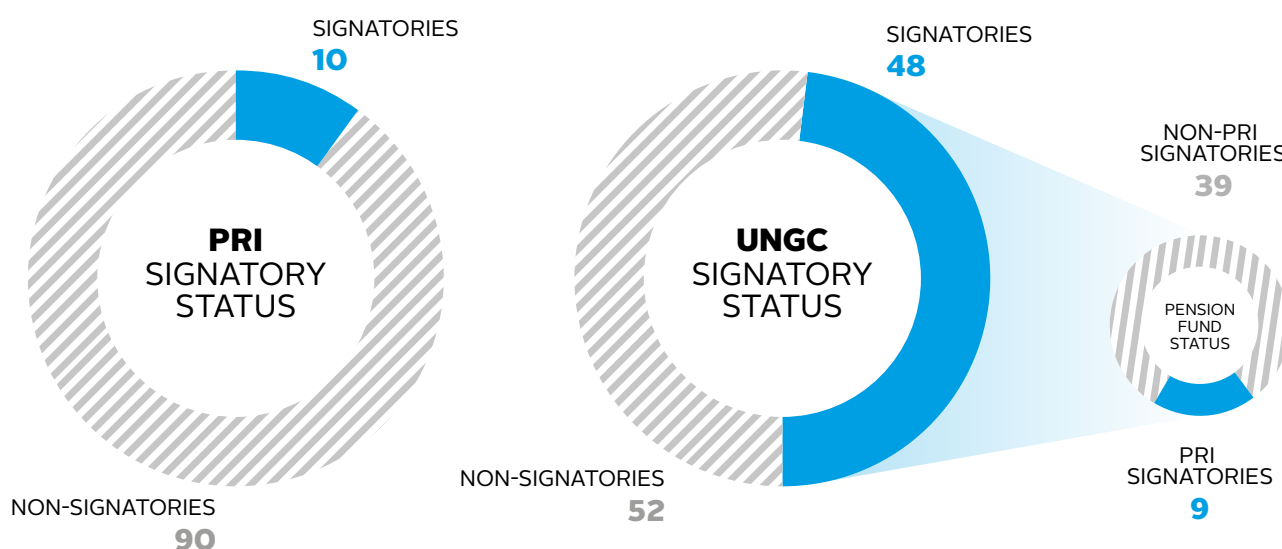 SIGNATORIES
10
PRI
SIGNATORY
STATUS
NON-SIGNATORIES
90
SIGNATORIES
48
UNGC
SIGNATORY
STATUS
NON-SIGNATORIES
52
NON-PRI
SIGNATORIES
39
PENSION
FUND
STATUS
PRI
SIGNATORIES
9